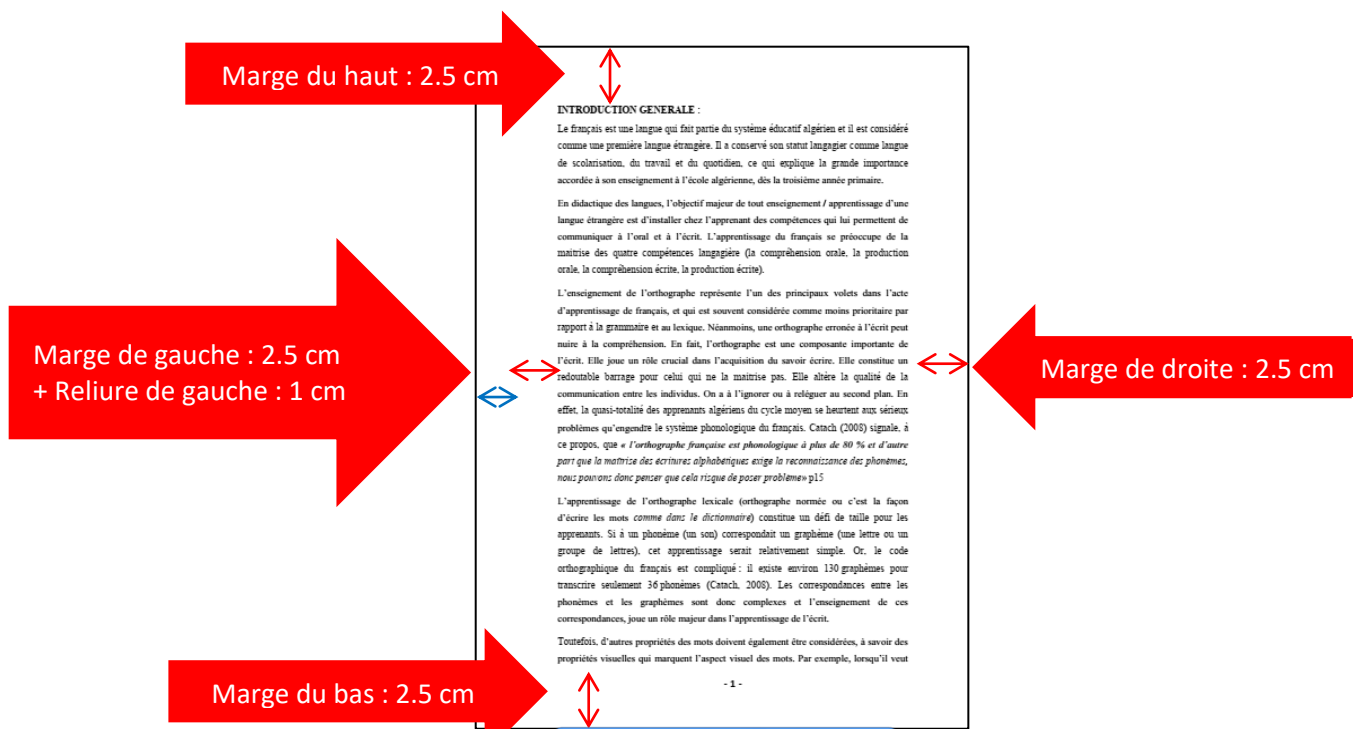 Marge du haut : 2.5 cm
INTRODUCTION GENERALE :
Le français est une langue qui fait partie du système éducatif algérien et il est considéré
comme une première langue étrangère. Il a conservé son statut langagier comme langue
de scolarisation, du travail et du quotidien, ce qui explique la grande importance
accordée à son enseignement à l'école algérienne, dès la troisième année primaire.
En didactique des langues, l'objectif majeur de tout enseignement / apprentissage d'une
langue étrangère est d'installer chez l'apprenant des compétences qui lui permettent de
communiquer à l'oral et à l'écrit. L'apprentissage du français se préoccupe de la
maitrise des quatre compétences langagière (la compréhension orale, la production
orale, la compréhension écrite, la production écrite).
L'enseignement de l'orthographe représente l'un des principaux volets dans l'acte
d'apprentissage de français, et qui est souvent considérée comme moins prioritaire par
rapport à la grammaire et au lexique. Néanmoins, une orthographe erronée à l'écrit peut
nuire à la compréhension. En fait, l'orthographe est une composante importante de
l'écrit. Elle joue un rôle crucial dans l'acquisition du savoir écrire. Elle constitue un
redoutable barrage pour celui qui ne la maitrise pas. Elle altère la qualité de la
communication entre les individus. On a à l'ignorer ou à reléguer au second plan. En
effet, la quasi-totalité des apprenants algériens du cycle moyen se heurtent aux sérieux
problèmes qu'engendre le système phonologique du français. Catach (2008) signale, à
ce propos, que « l'orthographe française est phonologique à plus de 80 % et d'autre
part que la maîtrise des écritures alphabétiques exige la reconnaissance des phonèmes,
nous pouvons donc penser que cela risque de poser problème» p15
L'apprentissage de l'orthographe lexicale (orthographe normée ou c'est la façon
d'écrire les mots comme dans le dictionnaire) constitue un défi de taille pour les
apprenants. Si à un phonème (un son) correspondait un graphème (une lettre ou un
groupe de lettres), cet apprentissage serait relativement simple. Or, le code
orthographique du français est compliqué : il existe environ 130 graphèmes pour
transcrire seulement 36 phonèmes (Catach, 2008). Les correspondances entre les
phonèmes et les graphèmes sont donc complexes et l'enseignement de ces
correspondances, joue un rôle majeur dans l'apprentissage de l'écrit.
Toutefois, d'autres propriétés des mots doivent également être considérées, à savoir des
propriétés visuelles qui marquent l'aspect visuel des mots. Par exemple, lorsqu'il veut
- 1 -
Marge de gauche : 2.5 cm
+ Reliure de gauche : 1 cm
Marge de droite : 2.5 cm
Marge du bas : 2.5 cm